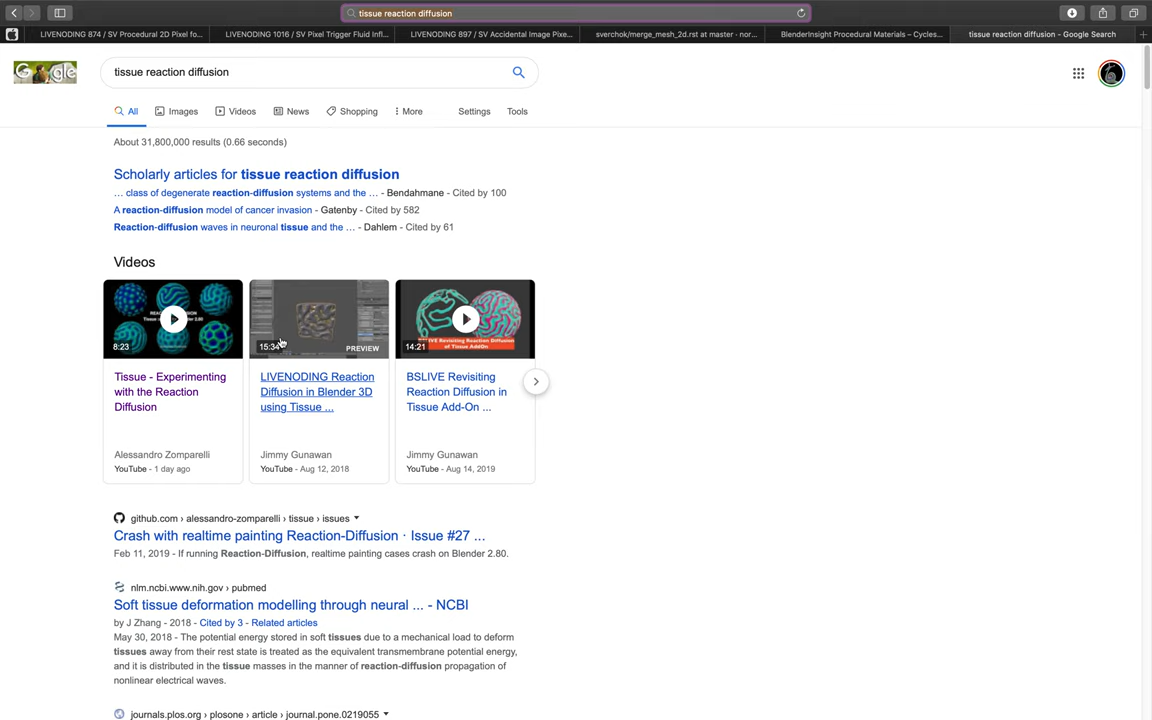 tissue reaction diffusion
LIVENODING 874 / SV Procedural 2D Pixel fo...
LIVENODING 1016 / SV Pixel Trigger Fluid Infl...
LIVENODING 897 / SV Accidental Image Pixe...
sverchok/merge_mesh_2d.rst at master · nor...
BlenderInsight Procedural Materials – Cycles...
tissue reaction diffusion - Google Search
tissue reaction diffusion
All
Images
Videos
News
Shopping
More
Settings
Tools
About 31,800,000 results (0.66 seconds)
Scholarly articles for tissue reaction diffusion
... class of degenerate reaction-diffusion systems and the ... - Bendahmane - Cited by 100
A reaction-diffusion model of cancer invasion - Gatenby - Cited by 582
Reaction-diffusion waves in neuronal tissue and the ... - Dahlem - Cited by 61
Videos
8:23
15:34
PREVIEW
14:21
BSLIVE Revisiting Reaction Diffusion
of Tissue AddOn
Tissue - Experimenting
with the Reaction
Diffusion
Alessandro Zomparelli
YouTube - 1 day ago
LIVENODING Reaction
Diffusion in Blender 3D
using Tissue ...
Jimmy Gunawan
YouTube - Aug 12, 2018
BSLIVE Revisiting
Reaction Diffusion in
Tissue Add-On ...
Jimmy Gunawan
YouTube - Aug 14, 2019
github.com › alessandro-zomparelli › tissue › issues
Crash with realtime painting Reaction-Diffusion · Issue #27 ...
Feb 11, 2019 - If running Reaction-Diffusion, realtime painting cases crash on Blender 2.80.
nlm.ncbi.www.nih.gov › pubmed
Soft tissue deformation modelling through neural ... - NCBI
by J Zhang - 2018 - Cited by 3 - Related articles
May 30, 2018 - The potential energy stored in soft tissues due to a mechanical load to deform
tissues away from their rest state is treated as the equivalent transmembrane potential energy,
and it is distributed in the tissue masses in the manner of reaction-diffusion propagation of
nonlinear electrical waves.
journals.plos.org › plosone › article › journal.pone.0219055